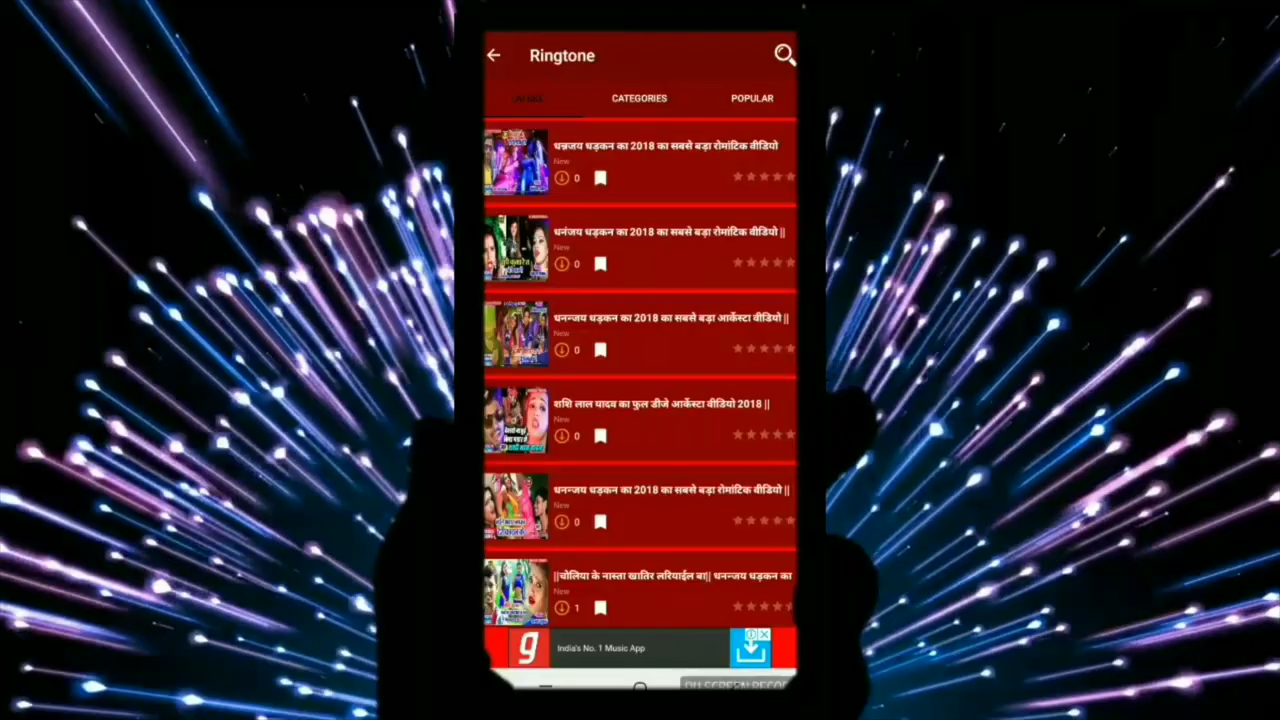 Ringtone
CATEGORIES
POPULAR
धन्नजय धड़कन का 2018 का सबसे बड़ा रोमांटिक वीडियो
New
0
धनंजय धड़कन का 2018 का सबसे बड़ा रोमांटिक वीडियो ||
New
0
धनन्जय धड़कन का 2018 का सबसे बड़ा आर्केस्टा वीडियो ||
New
0
शशि लाल यादव का फुल डीजे आर्केस्टा वीडियो 2018 ||
New
0
धनन्जय धड़कन का 2018 का सबसे बड़ा रोमांटिक वीडियो ||
New
0
||चोलिया के नास्ता खातिर लरियाईल बा|| धनन्जय धड़कन का
New
1
g
India's No. 1 Music App